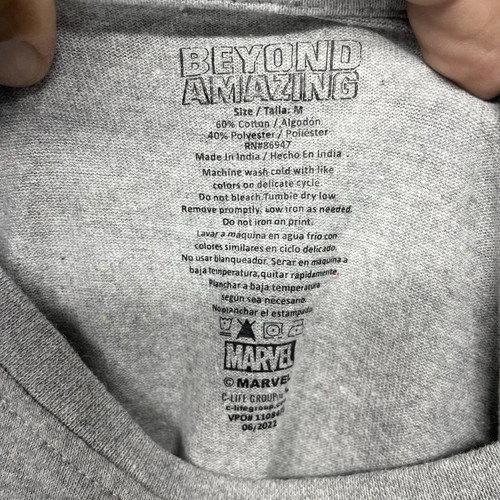 BEYOND
AMAZING
Size / Talla: M
60% Cotton / Algodón
40% Polyester / Poliéster
RN#86947
Made In India / Hecho En India
Machine wash cold with like
colors on delicate cycle.
Do not bleach Tumble dry low
Remove promptly. Low iron as needed.
Do not iron on print.
Lavar a máquina en agua frío con
colores similares en ciclo delicado.
No usar blanqueador. Serar en máquina a
baja temperatura,quitar rápidamente,
Planchar a baja temperatura
según sea necesario.
No planchar el estampado
MARVEL
© MARVEL
C-LIFE GROUP
c-lifegroup.com
VPO#
06/2022